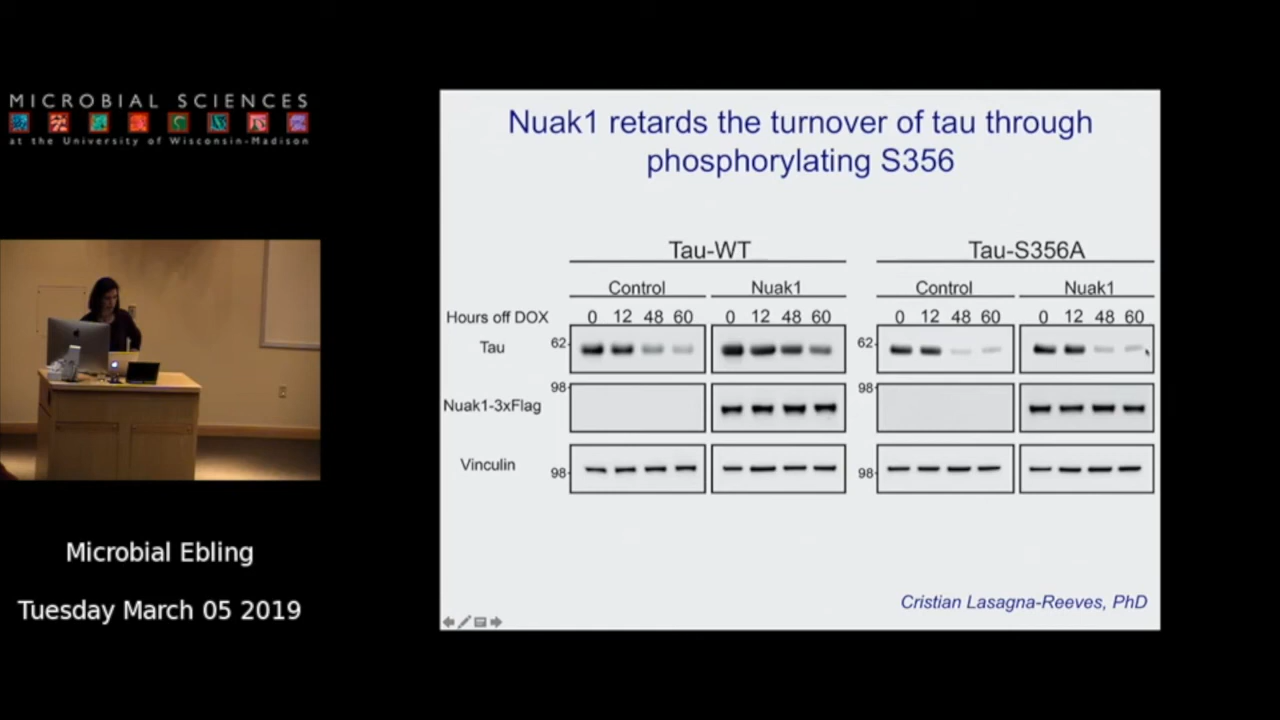 MICROBIAL SCIENCES
at the University of Wisconsin-Madison
Microbial Ebling
Tuesday March 05 2019
Nuak1 retards the turnover of tau through
phosphorylating S356
Tau-WT Tau-S356A
Control Nuak1 Control Nuak1
Hours off DOX 0 12 48 60 0 12 48 60 0 12 48 60 0 12 48 60
Tau 62 62
98 98
Nuak1-3xFlag
Vinculin 98 98
Cristian Lasagna-Reeves, PhD